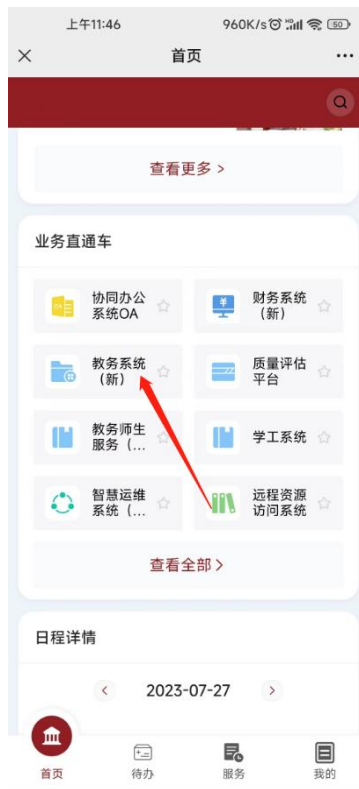 上午11:46
960K/s
50
首页
查看更多 >
业务直通车
协同办公
系统OA
财务系统
（新）
教务系统
（新）
质量评估
平台
教务师生
服务（...
学工系统
智慧运维
系统（...
远程资源
访问系统
查看全部 >
日程详情
< 2023-07-27 >
首页
待办
服务
我的